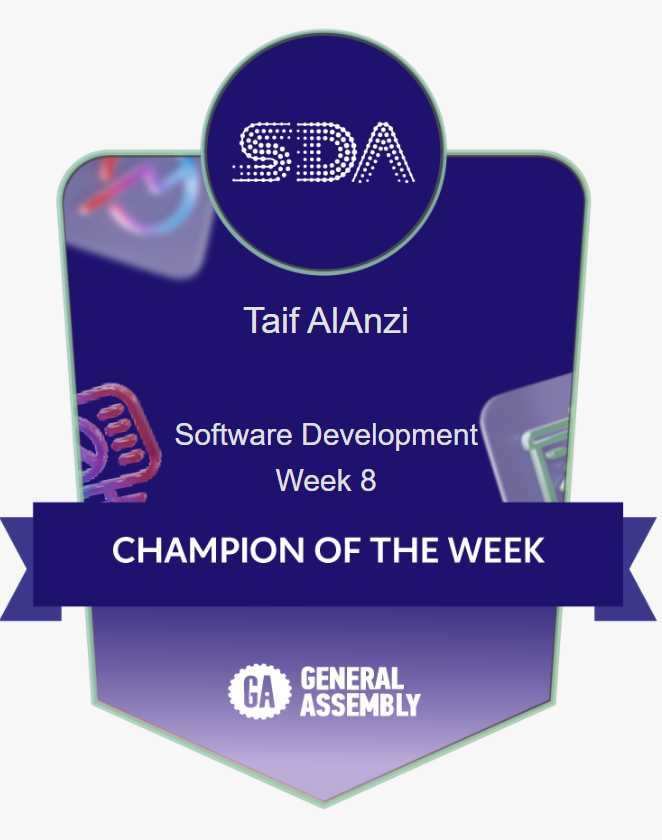 SDA
Taif AlAnzi
Software Development
Week 8
CHAMPION OF THE WEEK
GA
GENERAL
ASSEMBLY